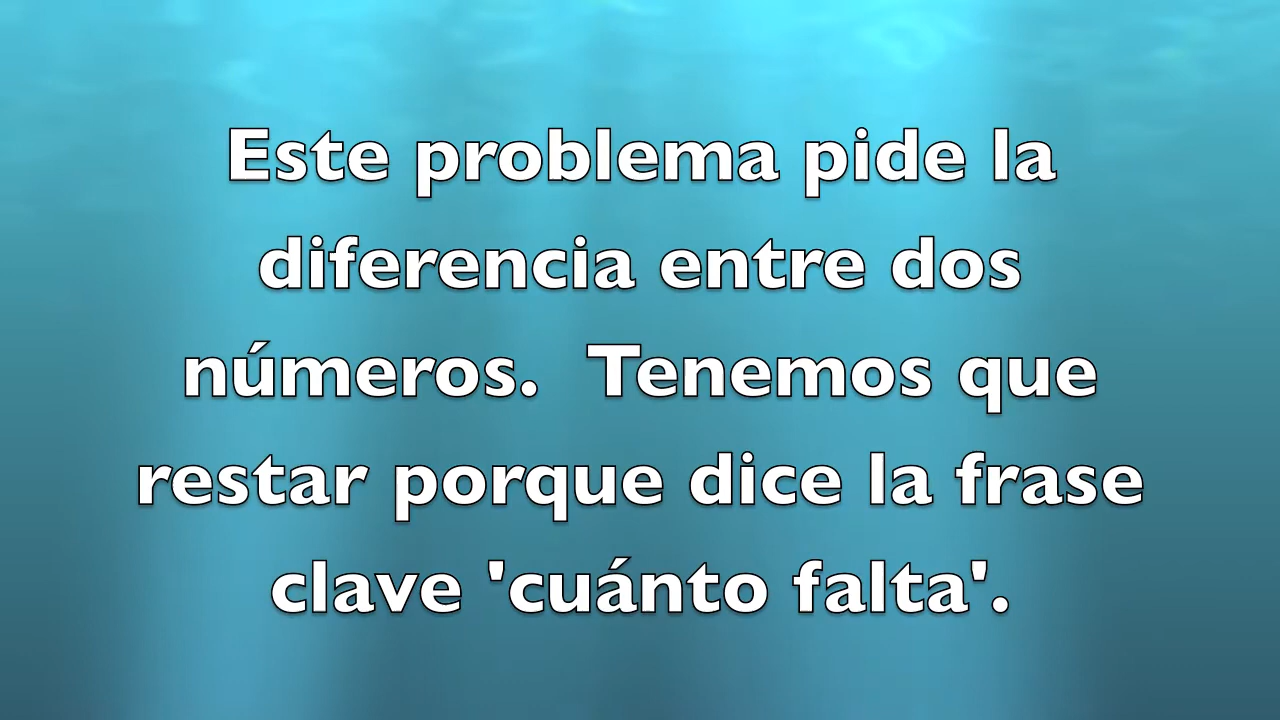 Este problema pide la
diferencia entre dos
números.  Tenemos que
restar porque dice la frase
clave 'cuánto falta'.